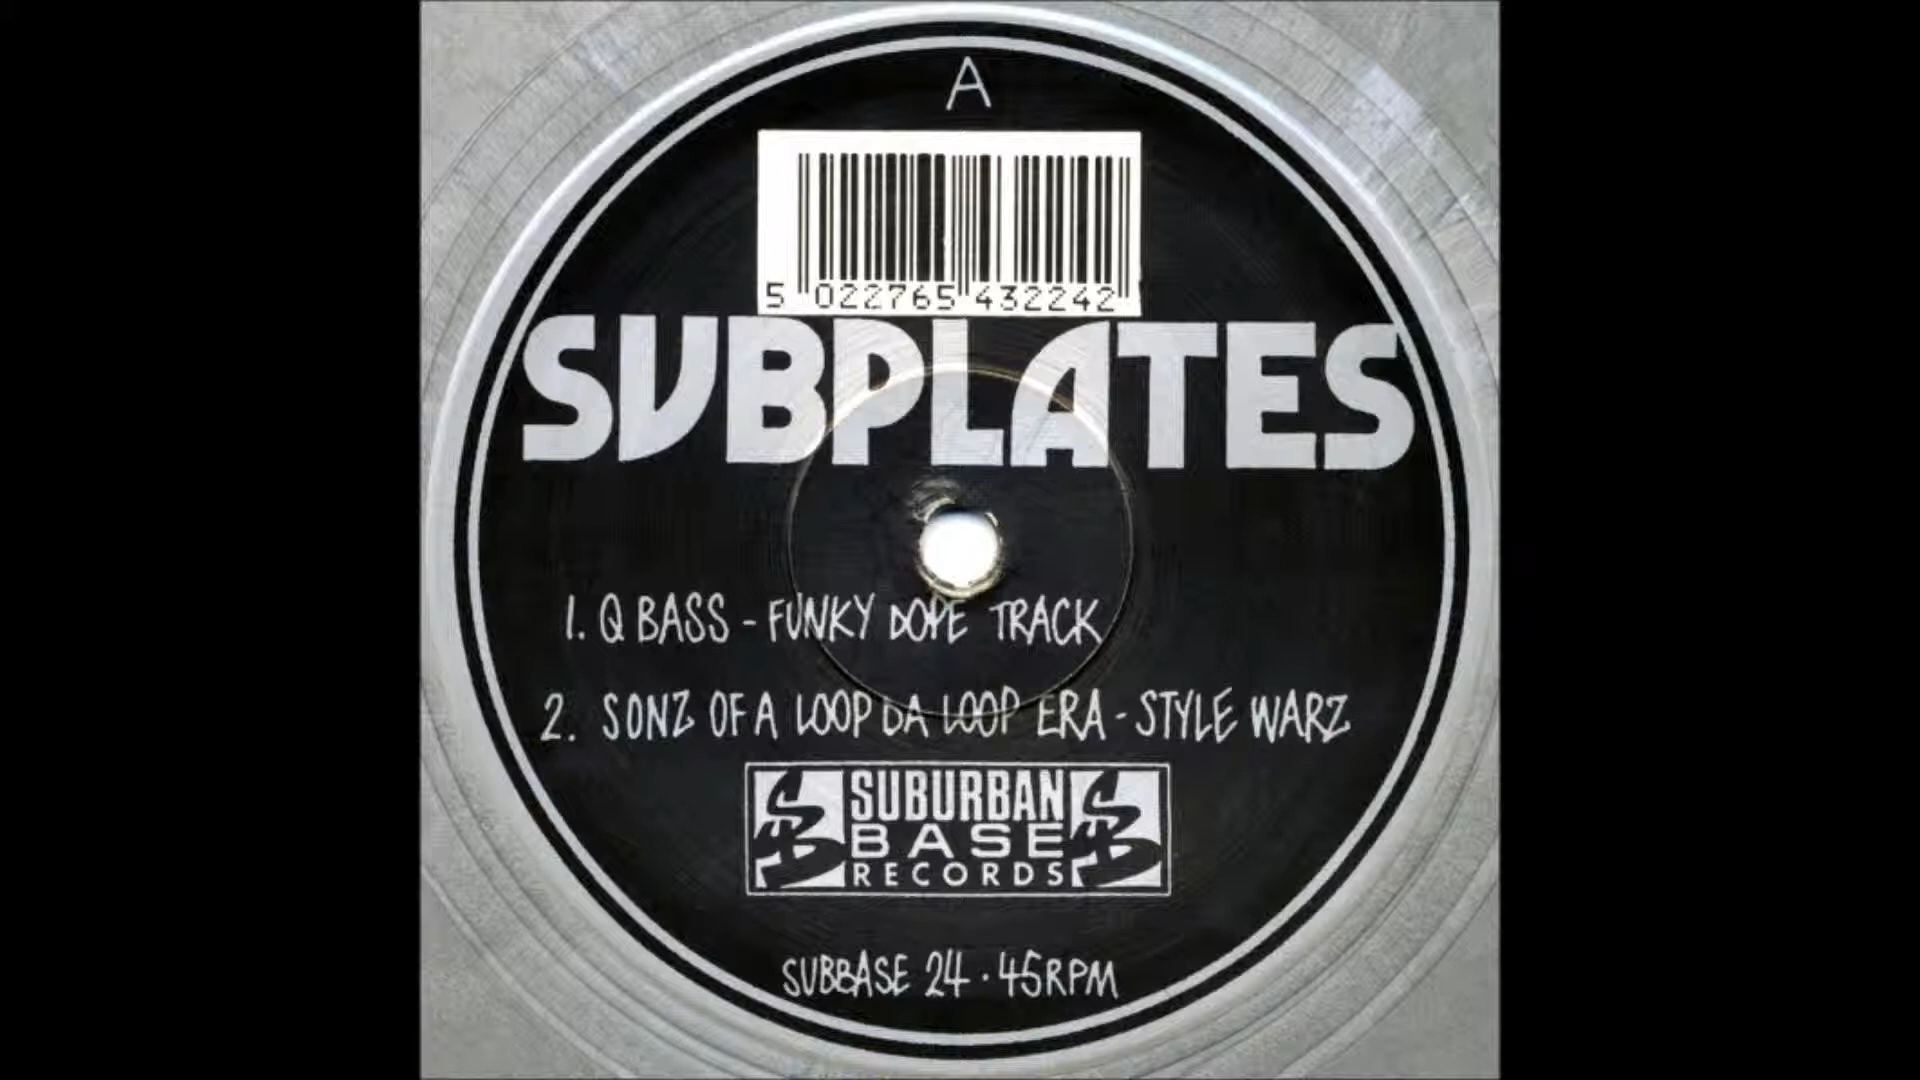 A
5 022765 432242
SUBPLATES
1. Q BASS - FUNKY DOPE TRACK
2. SONZ OF A LOOP DA LOOP ERA - STYLE WARZ
SUBURBAN
BASE
RECORDS
SUBBASE 24 · 45RPM